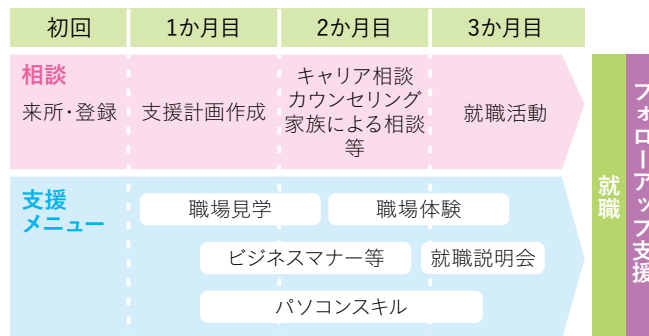 初回
1か月目
2か月目
3か月目
相談
来所・登録
支援計画作成
キャリア相談
カウンセリング
家族による相談
等
就職活動
支援
メニュー
職場見学
職場体験
ビジネスマナー等
就職説明会
パソコンスキル
就職
フォローアップ支援